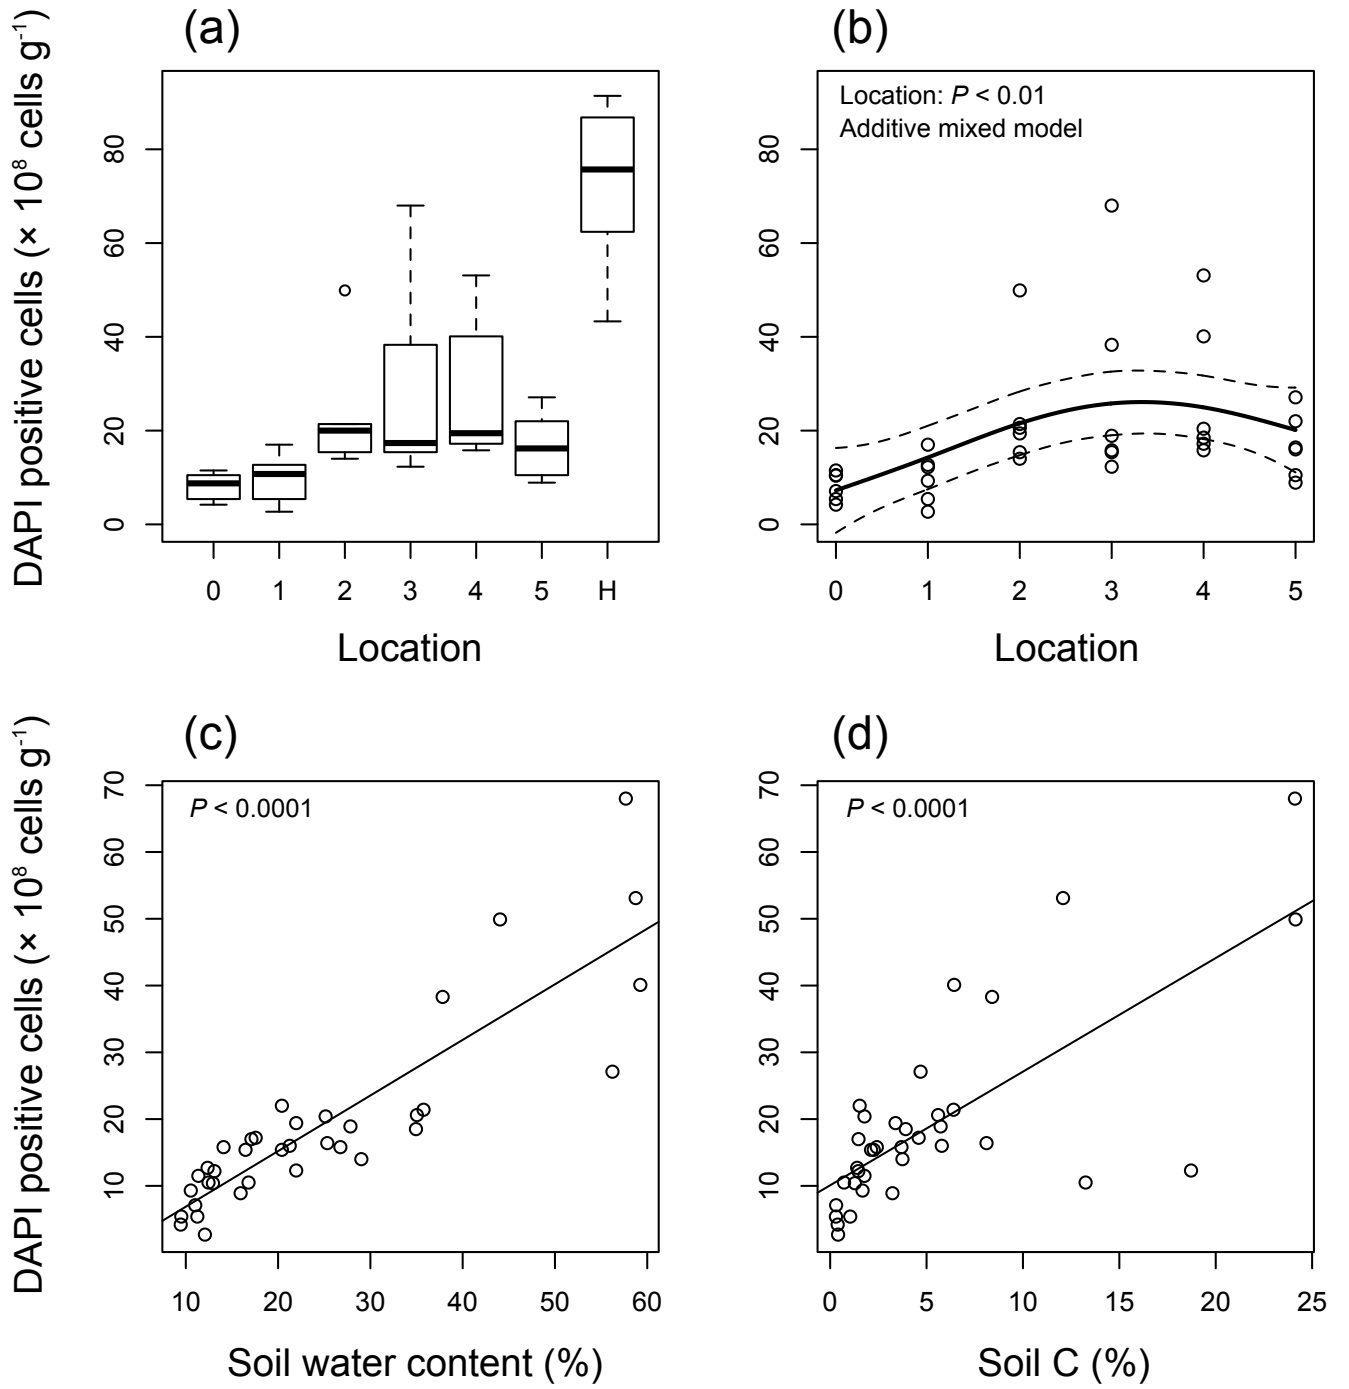 (a)
DAPI positive cells (× 10⁸ cells g⁻¹)
80
60
40
20
0
0 1 2 3 4 5 H
Location
(b)
Location: P < 0.01
Additive mixed model
80
60
40
20
0
0 1 2 3 4 5
Location
(c)
DAPI positive cells (× 10⁸ cells g⁻¹)
P < 0.0001
70
60
50
40
30
20
10
10 20 30 40 50 60
Soil water content (%)
(d)
P < 0.0001
70
60
50
40
30
20
10
0 5 10 15 20 25
Soil C (%)